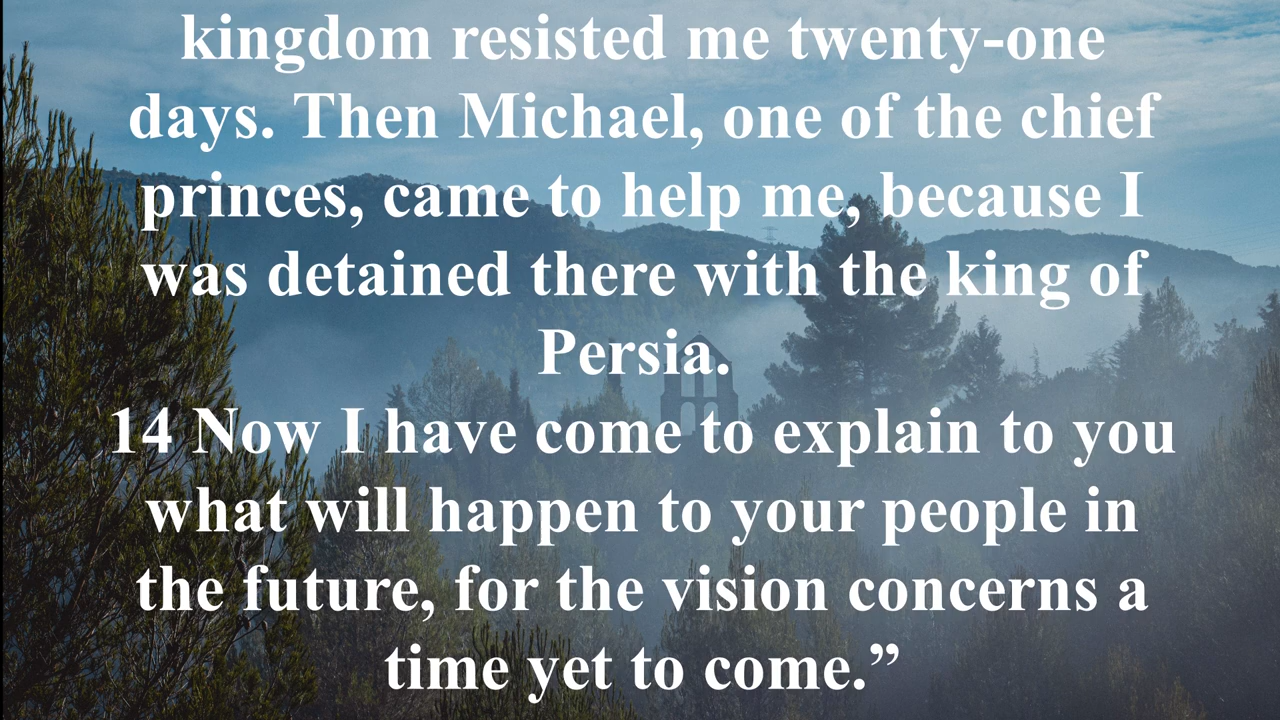 kingdom resisted me twenty-one
days. Then Michael, one of the chief
princes, came to help me, because I
was detained there with the king of
Persia.
14 Now I have come to explain to you
what will happen to your people in
the future, for the vision concerns a
time yet to come.”